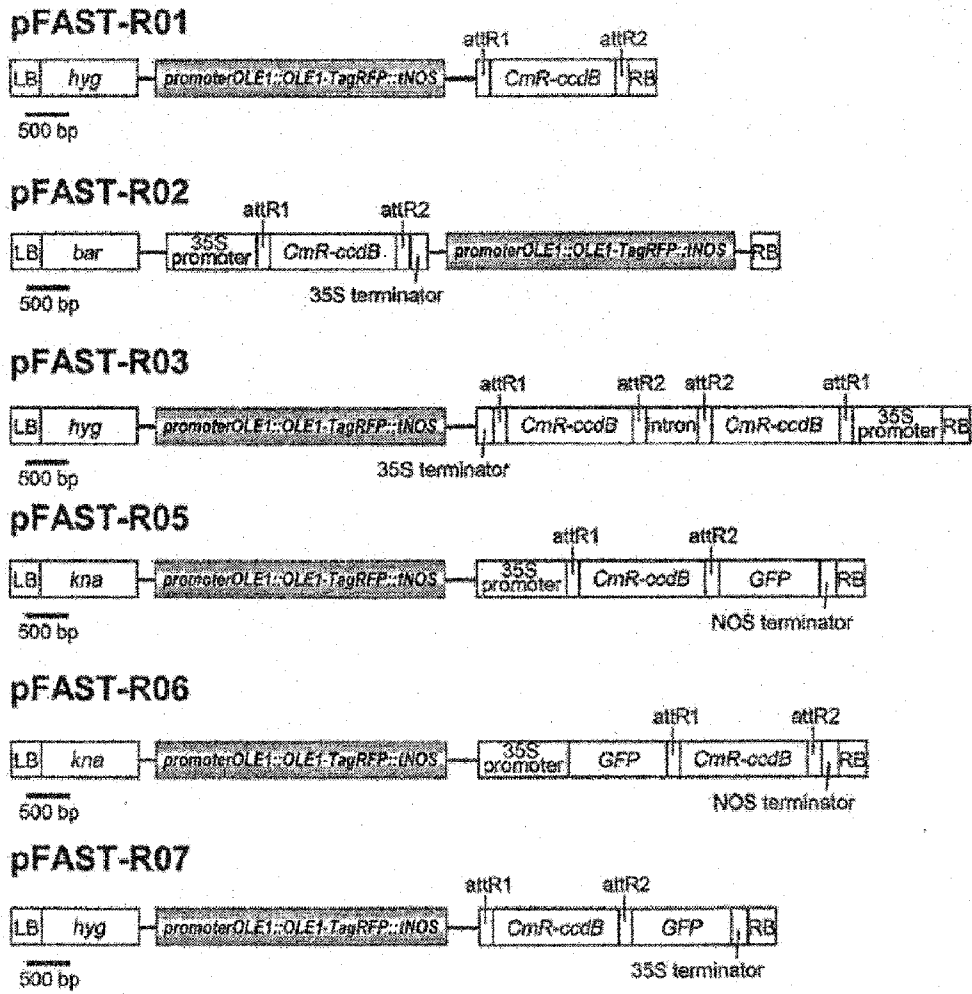 pFAST-R01
attR1 attR2
LB hyg promoterOLE1::OLE1-TagRFP::tNOS CmR-ccdB RB
500 bp
pFAST-R02
attR1 attR2
LB bar 35S promoter CmR-ccdB promoterOLE1::OLE1-TagRFP::tNOS RB
500 bp
35S terminator
pFAST-R03
attR1 attR2 attR2 attR1
LB hyg promoterOLE1::OLE1-TagRFP::tNOS CmR-ccdB intron CmR-ccdB 35S promoter RB
500 bp
35S terminator
pFAST-R05
attR1 attR2
LB kna promoterOLE1::OLE1-TagRFP::tNOS 35S promoter CmR-ccdB GFP RB
500 bp
NOS terminator
pFAST-R06
attR1 attR2
LB kna promoterOLE1::OLE1-TagRFP::tNOS 35S promoter GFP CmR-ccdB RB
500 bp
NOS terminator
pFAST-R07
attR1 attR2
LB hyg promoterOLE1::OLE1-TagRFP::tNOS CmR-ccdB GFP RB
500 bp
35S terminator